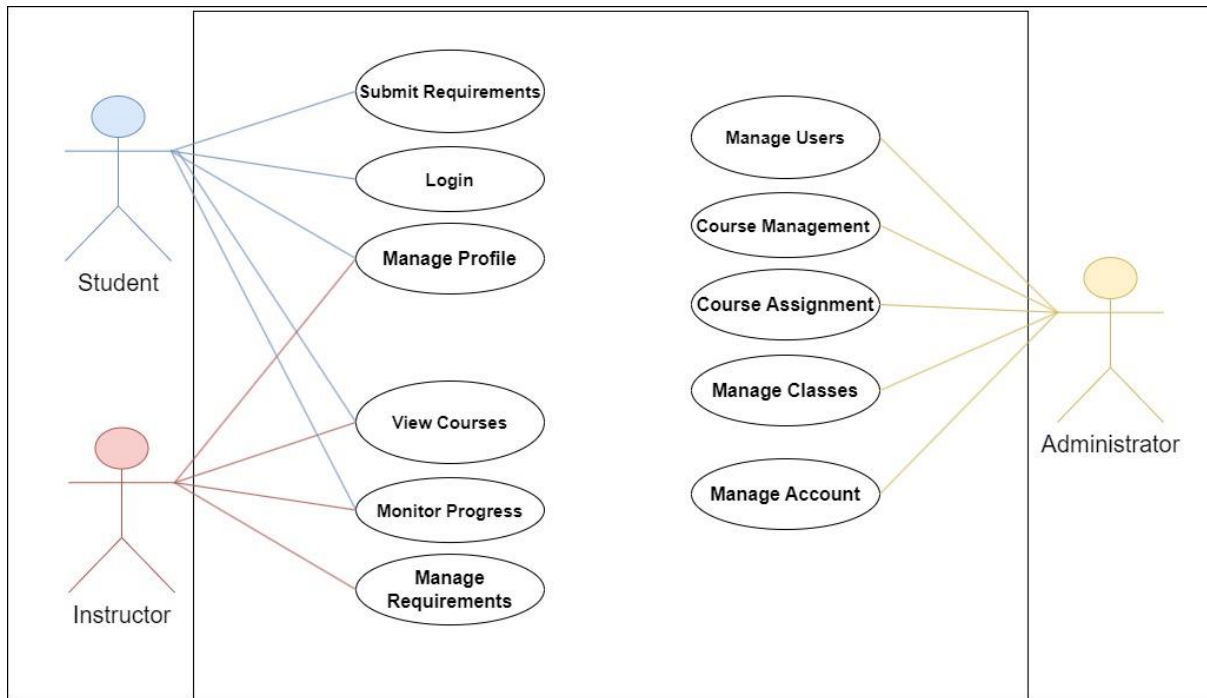 Submit Requirements
Login
Manage Profile
Student
View Courses
Monitor Progress
Manage
Requirements
Instructor
Manage Users
Course Management
Course Assignment
Manage Classes
Manage Account
Administrator